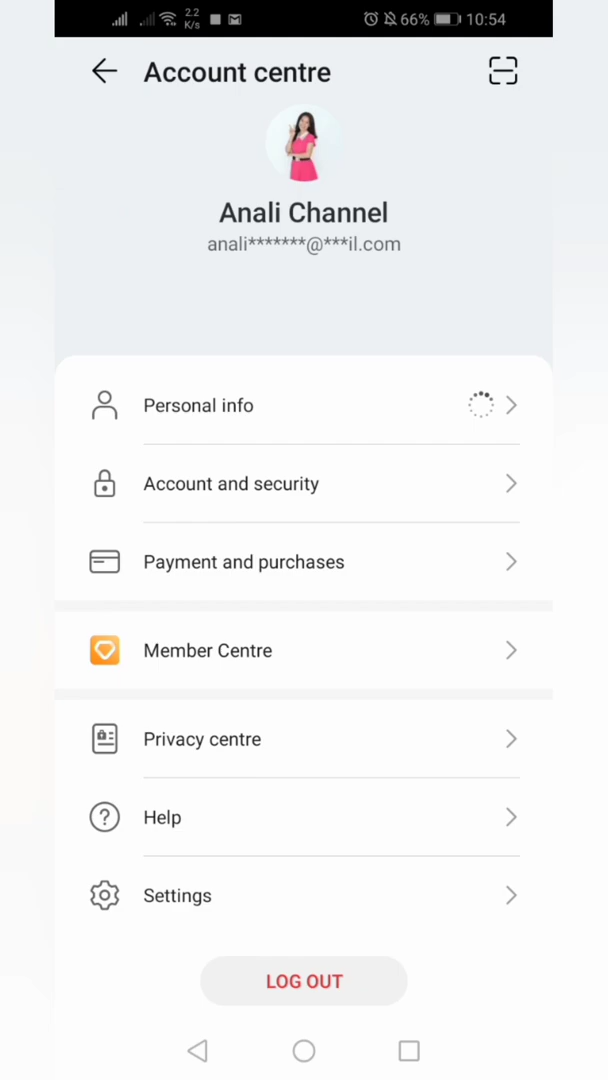 2.2
K/s
66%
10:54
Account centre
Anali Channel
anali*******@***il.com
Personal info
Account and security
Payment and purchases
Member Centre
Privacy centre
Help
Settings
LOG OUT